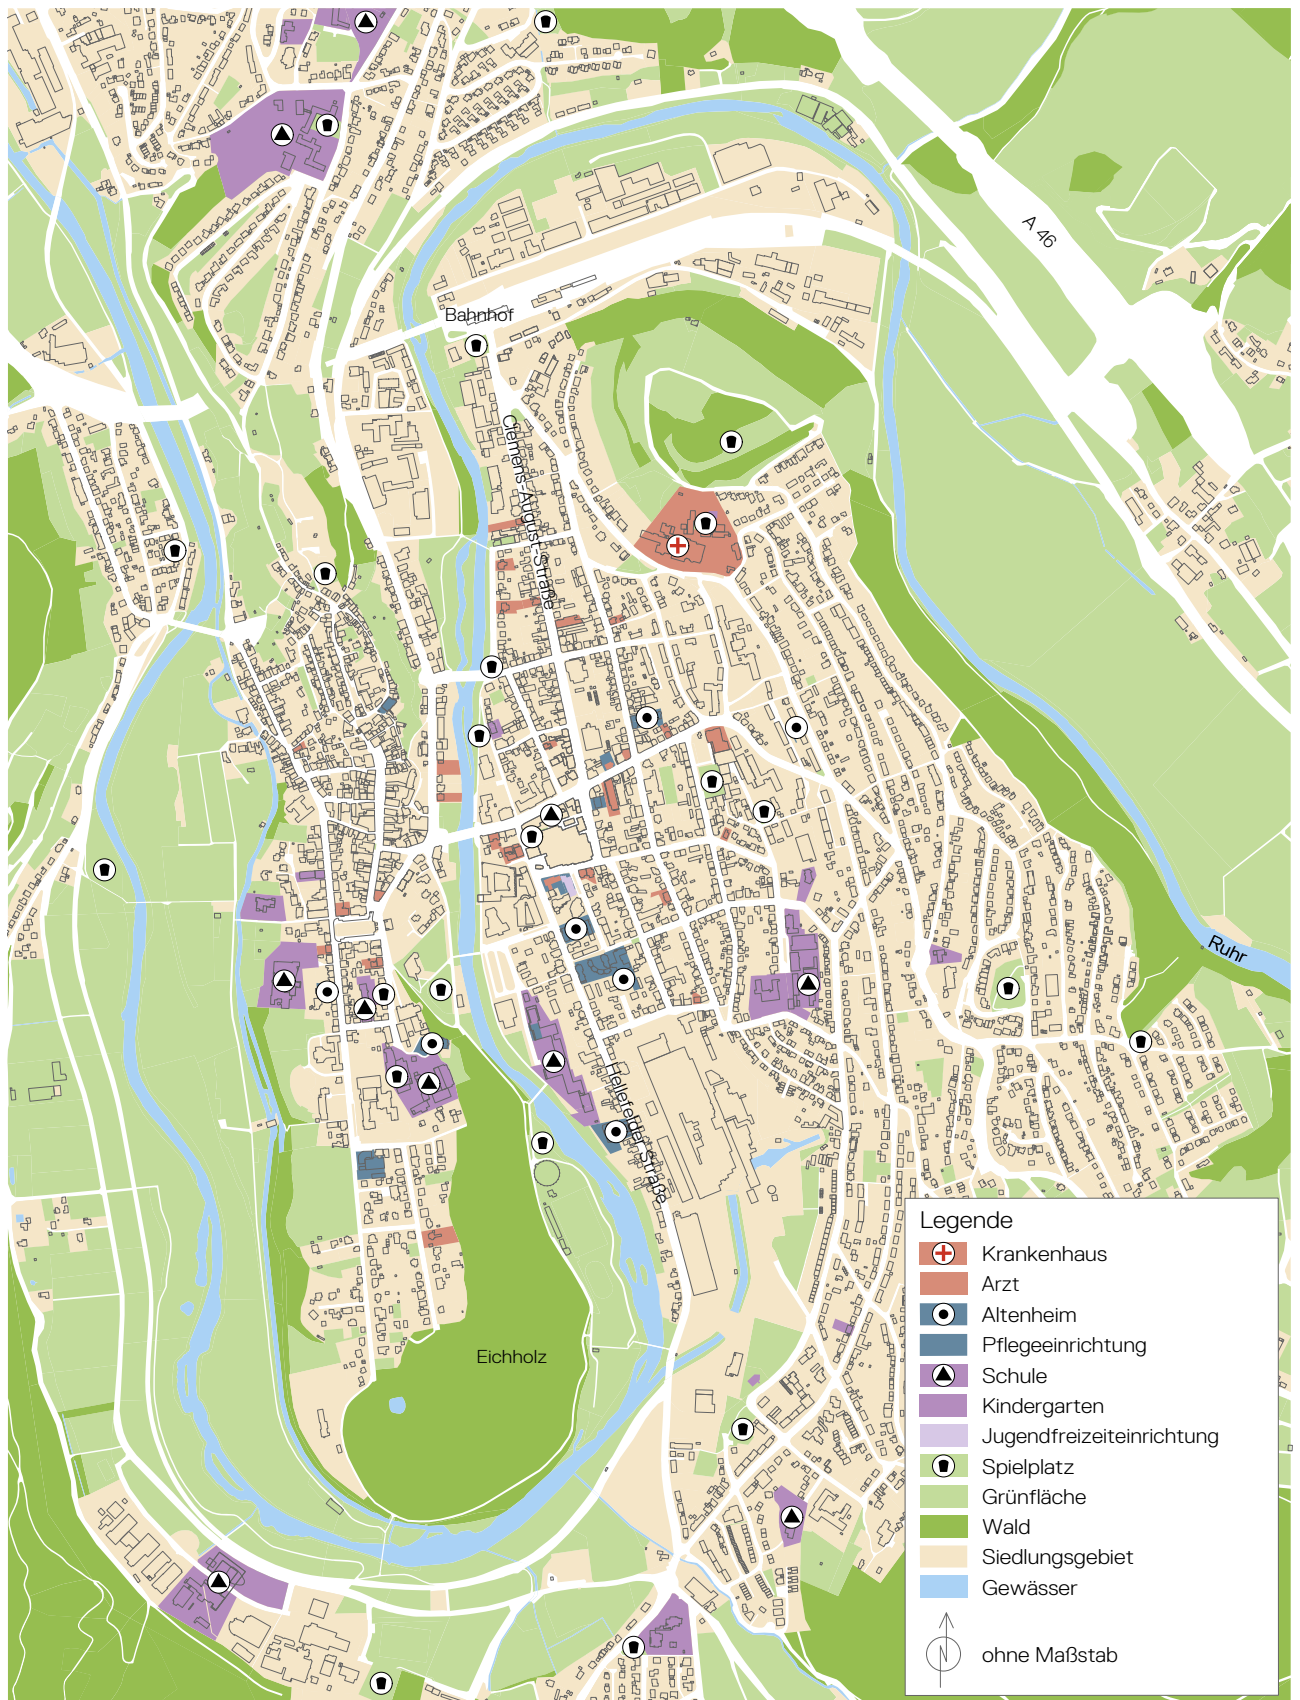 A 46
Bahnhof
Clemens-August-Straße
Ruhr
Hellefelder Straße
Eichholz
Legende
Krankenhaus
Arzt
Altenheim
Pflegeeinrichtung
Schule
Kindergarten
Jugendfreizeiteinrichtung
Spielplatz
Grünfläche
Wald
Siedlungsgebiet
Gewässer
N
ohne Maßstab